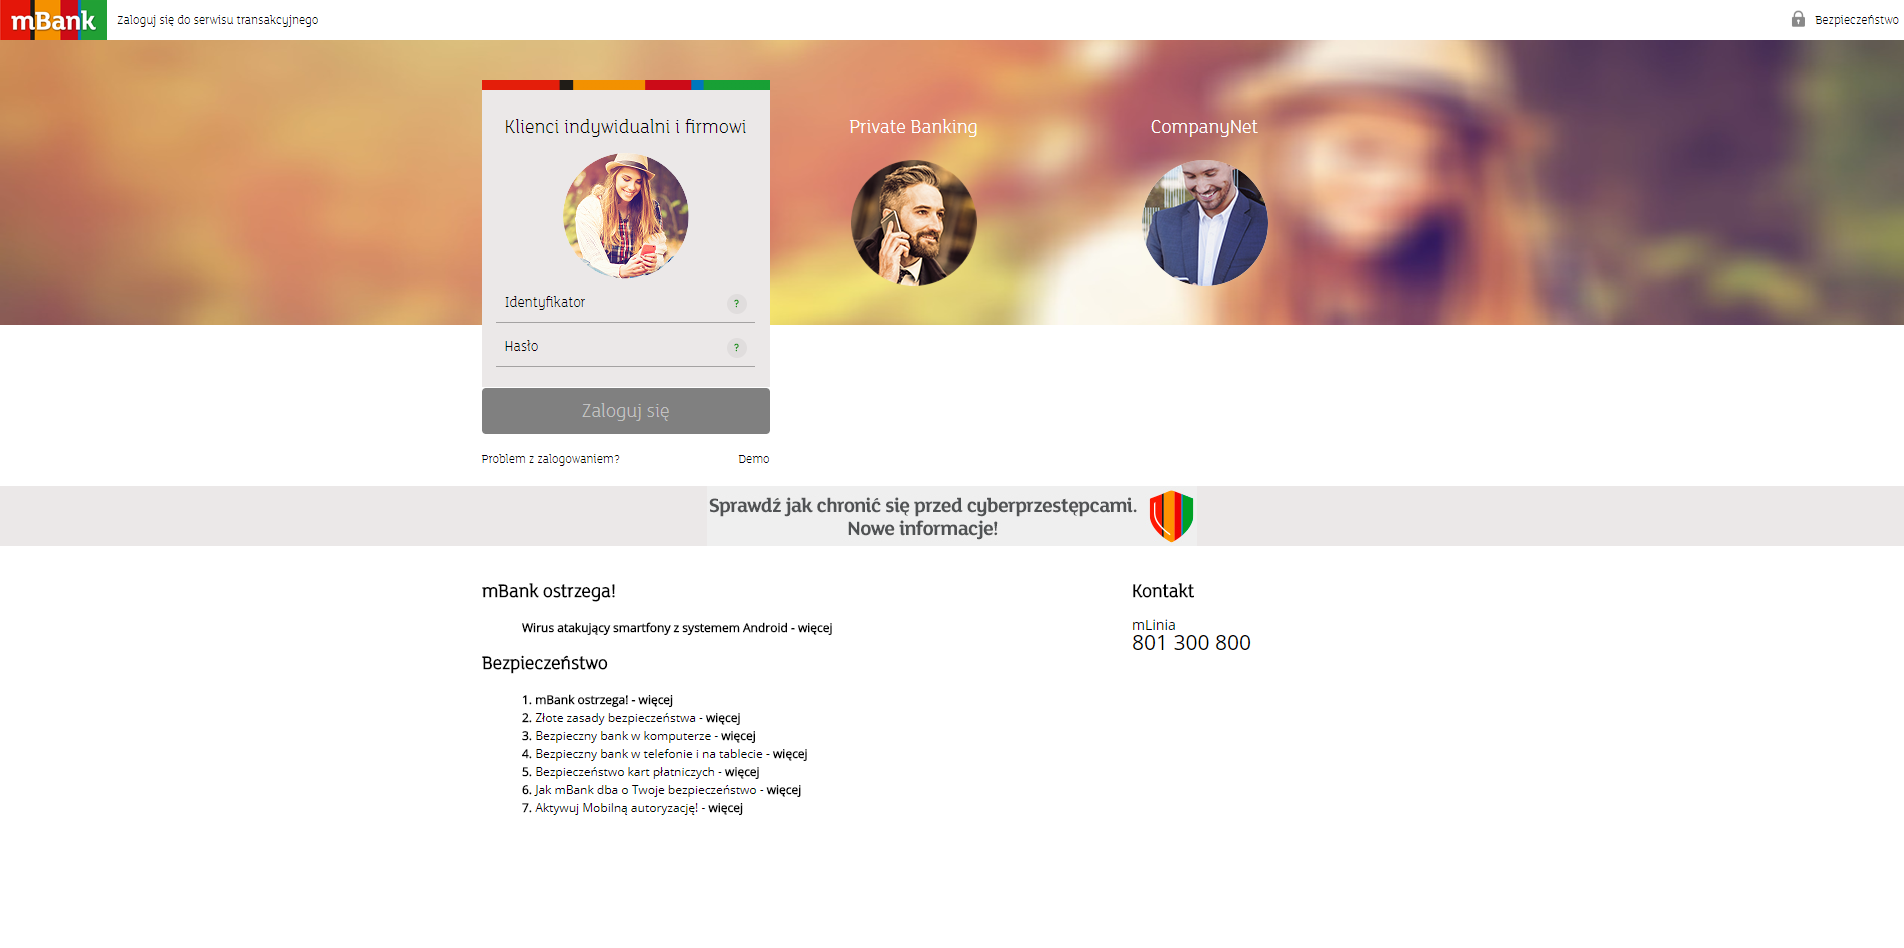 mBank
Zaloguj się do serwisu transakcyjnego
Bezpieczeństwo
Klienci indywidualni i firmowi
Identyfikator
?
Hasło
?
Zaloguj się
Problem z zalogowaniem?
Demo
Private Banking
CompanyNet
Sprawdź jak chronić się przed cyberprzestępcami.
Nowe informacje!
mBank ostrzega!
Wirus atakujący smartfony z systemem Android - więcej
Bezpieczeństwo
1. mBank ostrzega! - więcej
2. Złote zasady bezpieczeństwa - więcej
3. Bezpieczny bank w komputerze - więcej
4. Bezpieczny bank w telefonie i na tablecie - więcej
5. Bezpieczeństwo kart płatniczych - więcej
6. Jak mBank dba o Twoje bezpieczeństwo - więcej
7. Aktywuj Mobilną autoryzację! - więcej
Kontakt
mLinia
801 300 800